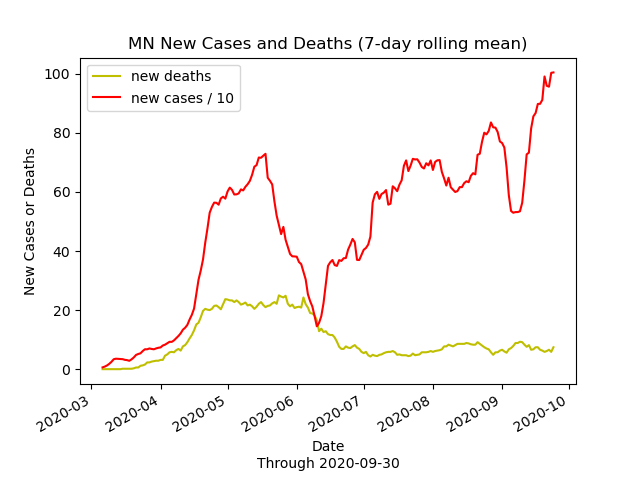 MN New Cases and Deaths (7-day rolling mean)
new deaths
new cases / 10
100
80
60
40
20
0
New Cases or Deaths
2020-03
2020-04
2020-05
2020-06
2020-07
2020-08
2020-09
2020-10
Date
Through 2020-09-30